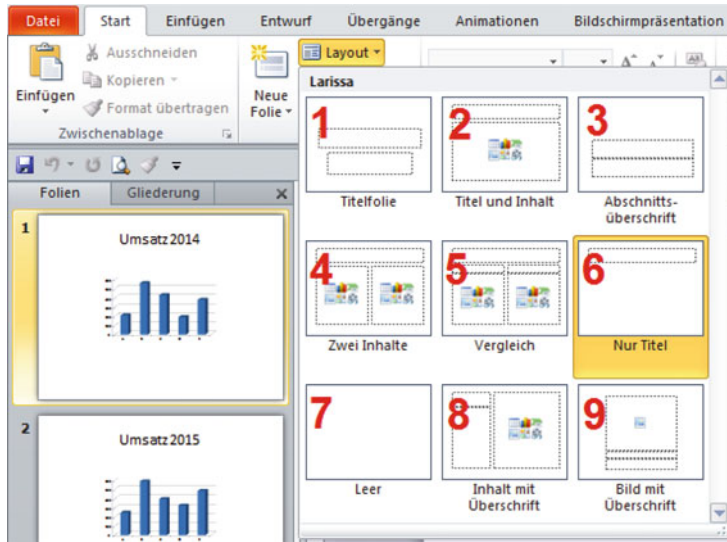 Datei Start Einfügen Entwurf Übergänge Animationen Bildschirmpräsentation
Einfügen
Ausschneiden
Kopieren
Format übertragen
Zwischenablage
Neue
Folie
Layout
Larissa
1
Titelfolie
2
Titel und Inhalt
3
Abschnitts-
überschrift
4
Zwei Inhalte
5
Vergleich
6
Nur Titel
7
Leer
8
Inhalt mit
Überschrift
9
Bild mit
Überschrift
Folien Gliederung
1
Umsatz 2014
2
Umsatz 2015